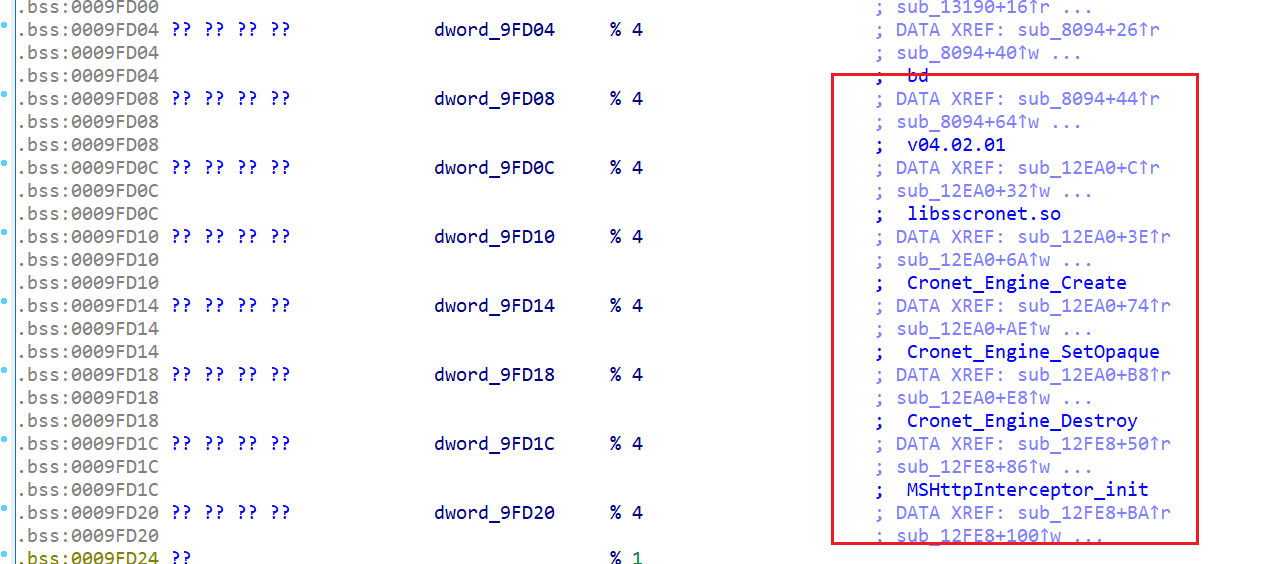 .bss:0009FD00 ; sub_13190+16↑r ...
.bss:0009FD04 ?? ?? ?? ?? dword_9FD04 % 4 ; DATA XREF: sub_8094+26↑r
.bss:0009FD04 ; sub_8094+40↑w ...
.bss:0009FD04 ; bd
.bss:0009FD08 ?? ?? ?? ?? dword_9FD08 % 4 ; DATA XREF: sub_8094+44↑r
.bss:0009FD08 ; sub_8094+64↑w ...
.bss:0009FD08 ; v04.02.01
.bss:0009FD0C ?? ?? ?? ?? dword_9FD0C % 4 ; DATA XREF: sub_12EA0+C↑r
.bss:0009FD0C ; sub_12EA0+32↑w ...
.bss:0009FD0C ; libsscronet.so
.bss:0009FD10 ?? ?? ?? ?? dword_9FD10 % 4 ; DATA XREF: sub_12EA0+3E↑r
.bss:0009FD10 ; sub_12EA0+6A↑w ...
.bss:0009FD10 ; Cronet_Engine_Create
.bss:0009FD14 ?? ?? ?? ?? dword_9FD14 % 4 ; DATA XREF: sub_12EA0+74↑r
.bss:0009FD14 ; sub_12EA0+AE↑w ...
.bss:0009FD14 ; Cronet_Engine_SetOpaque
.bss:0009FD18 ?? ?? ?? ?? dword_9FD18 % 4 ; DATA XREF: sub_12EA0+B8↑r
.bss:0009FD18 ; sub_12EA0+E8↑w ...
.bss:0009FD18 ; Cronet_Engine_Destroy
.bss:0009FD1C ?? ?? ?? ?? dword_9FD1C % 4 ; DATA XREF: sub_12FE8+50↑r
.bss:0009FD1C ; sub_12FE8+86↑w ...
.bss:0009FD1C ; MSHttpInterceptor_init
.bss:0009FD20 ?? ?? ?? ?? dword_9FD20 % 4 ; DATA XREF: sub_12FE8+BA↑r
.bss:0009FD20 ; sub_12FE8+100↑w ...
.bss:0009FD24 ?? % 1